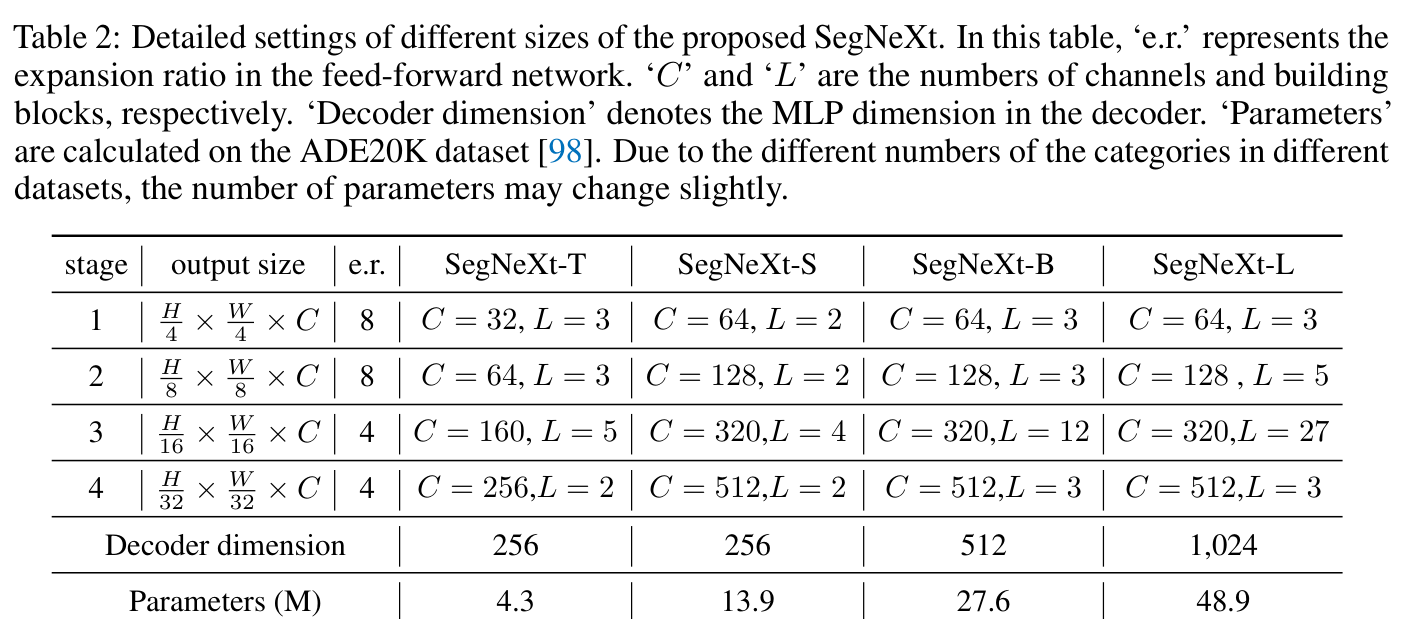 Table 2: Detailed settings of different sizes of the proposed SegNeXt. In this table, ‘e.r.’ represents the
expansion ratio in the feed-forward network. ‘C’ and ‘L’ are the numbers of channels and building
blocks, respectively. ‘Decoder dimension’ denotes the MLP dimension in the decoder. ‘Parameters’
are calculated on the ADE20K dataset [98]. Due to the different numbers of the categories in different
datasets, the number of parameters may change slightly.
stage | output size | e.r. | SegNeXt-T | SegNeXt-S | SegNeXt-B | SegNeXt-L
1 | H/4 × W/4 × C | 8 | C = 32, L = 3 | C = 64, L = 2 | C = 64, L = 3 | C = 64, L = 3
2 | H/8 × W/8 × C | 8 | C = 64, L = 3 | C = 128, L = 2 | C = 128, L = 3 | C = 128 , L = 5
3 | H/16 × W/16 × C | 4 | C = 160, L = 5 | C = 320,L = 4 | C = 320,L = 12 | C = 320,L = 27
4 | H/32 × W/32 × C | 4 | C = 256,L = 2 | C = 512,L = 2 | C = 512,L = 3 | C = 512,L = 3
Decoder dimension | 256 | 256 | 512 | 1,024
Parameters (M) | 4.3 | 13.9 | 27.6 | 48.9